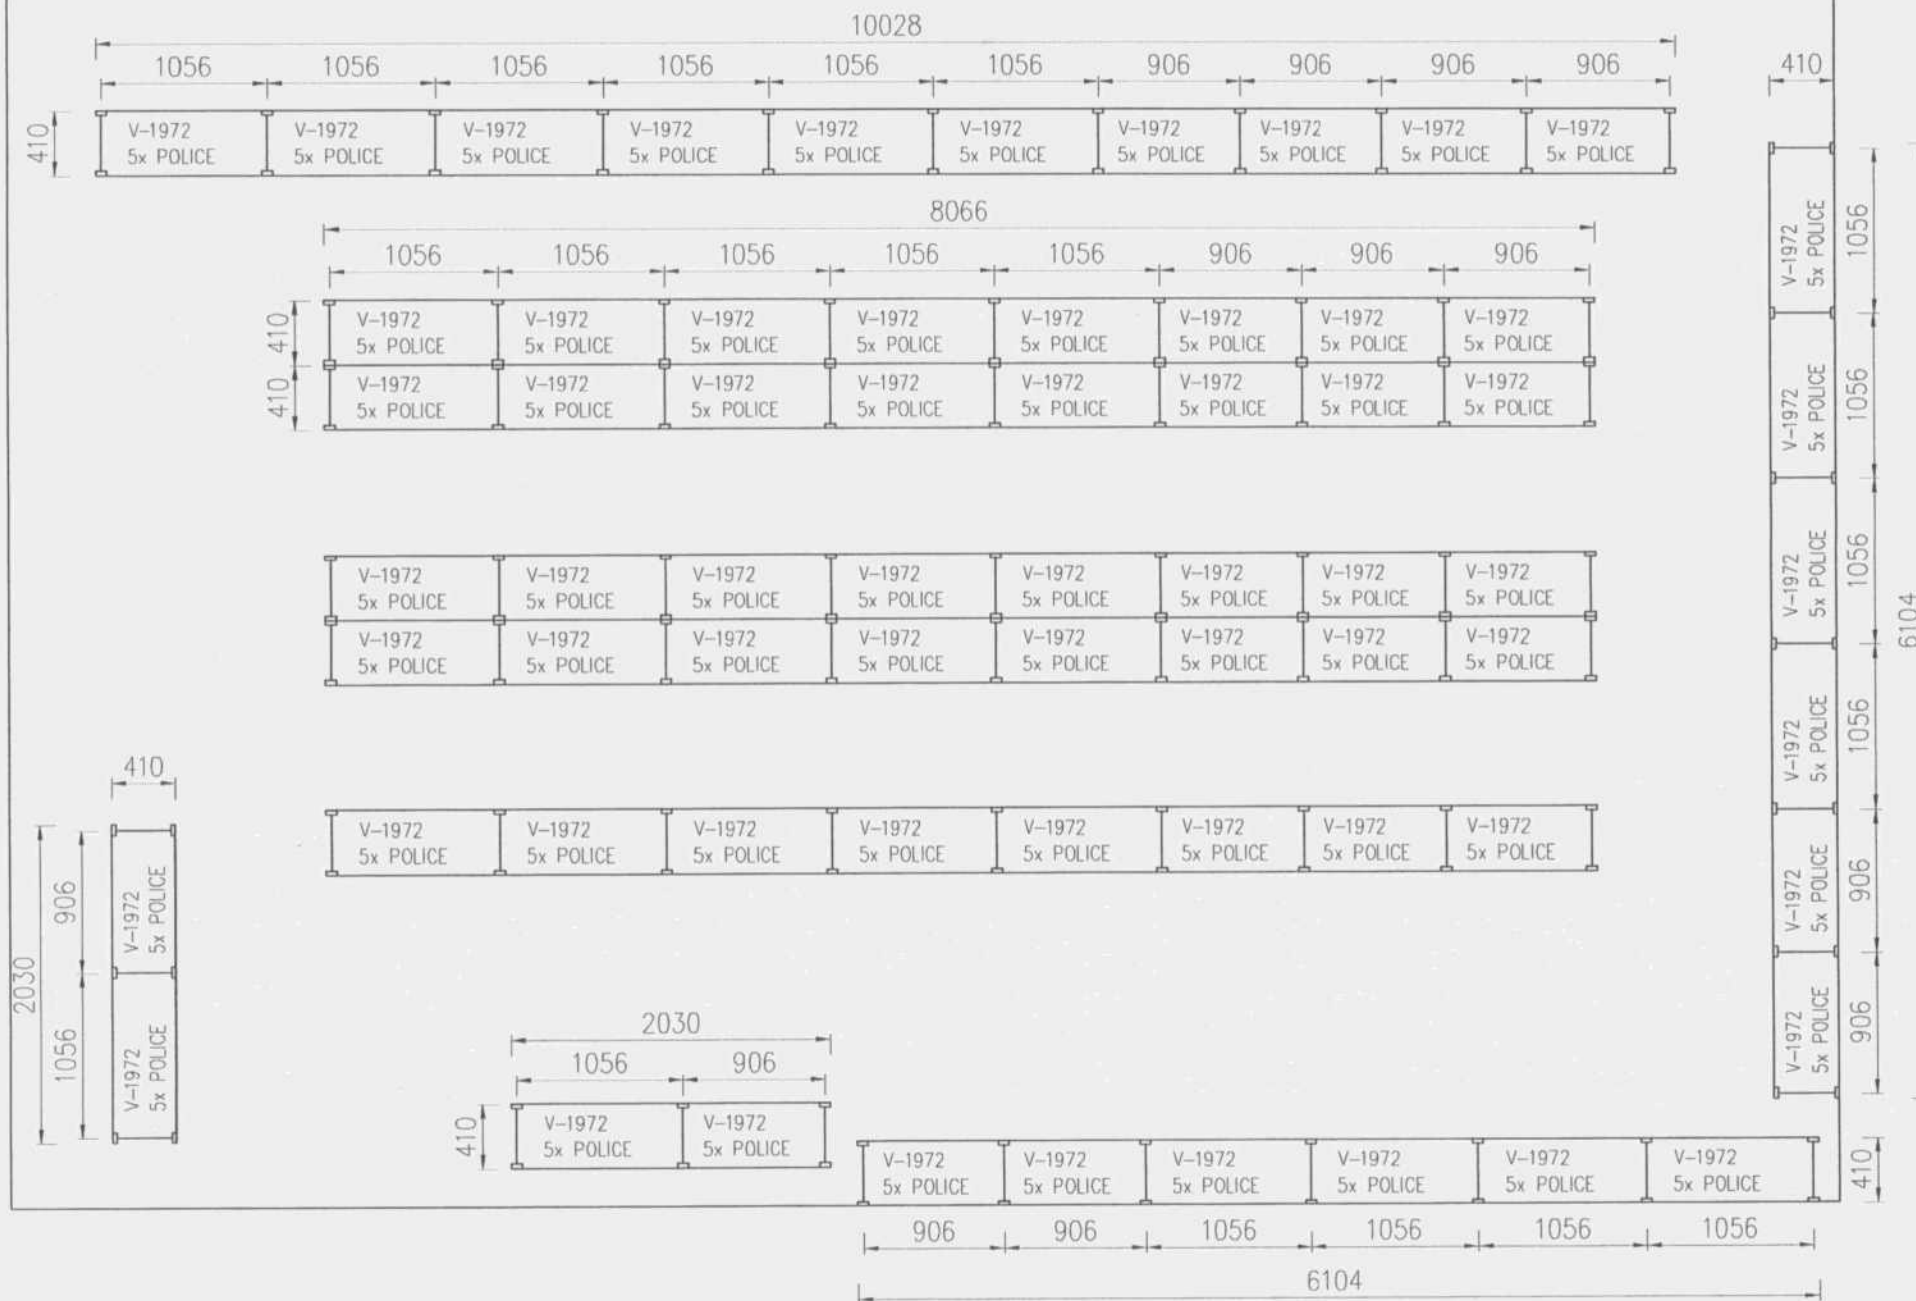 10028
1056 1056 1056 1056 1056 1056 906 906 906 906
410
410
V-1972 V-1972 V-1972 V-1972 V-1972 V-1972 V-1972 V-1972 V-1972 V-1972
5x POLICE 5x POLICE 5x POLICE 5x POLICE 5x POLICE 5x POLICE 5x POLICE 5x POLICE 5x POLICE 5x POLICE
8066
1056 1056 1056 1056 1056 906 906 906
410
V-1972 V-1972 V-1972 V-1972 V-1972 V-1972 V-1972 V-1972
5x POLICE 5x POLICE 5x POLICE 5x POLICE 5x POLICE 5x POLICE 5x POLICE 5x POLICE
410
V-1972 V-1972 V-1972 V-1972 V-1972 V-1972 V-1972 V-1972
5x POLICE 5x POLICE 5x POLICE 5x POLICE 5x POLICE 5x POLICE 5x POLICE 5x POLICE
V-1972 V-1972 V-1972 V-1972 V-1972 V-1972 V-1972 V-1972
5x POLICE 5x POLICE 5x POLICE 5x POLICE 5x POLICE 5x POLICE 5x POLICE 5x POLICE
V-1972 V-1972 V-1972 V-1972 V-1972 V-1972 V-1972 V-1972
5x POLICE 5x POLICE 5x POLICE 5x POLICE 5x POLICE 5x POLICE 5x POLICE 5x POLICE
V-1972 V-1972 V-1972 V-1972 V-1972 V-1972 V-1972 V-1972
5x POLICE 5x POLICE 5x POLICE 5x POLICE 5x POLICE 5x POLICE 5x POLICE 5x POLICE
V-1972
5x POLICE
1056
V-1972
5x POLICE
1056
V-1972
5x POLICE
1056
V-1972
5x POLICE
1056
V-1972
5x POLICE
906
V-1972
5x POLICE
906
6104
410
2030
906
V-1972
5x POLICE
1056
V-1972
5x POLICE
2030
1056 906
410
V-1972 V-1972
5x POLICE 5x POLICE
V-1972 V-1972 V-1972 V-1972 V-1972 V-1972
5x POLICE 5x POLICE 5x POLICE 5x POLICE 5x POLICE 5x POLICE
410
906 906 1056 1056 1056 1056
6104